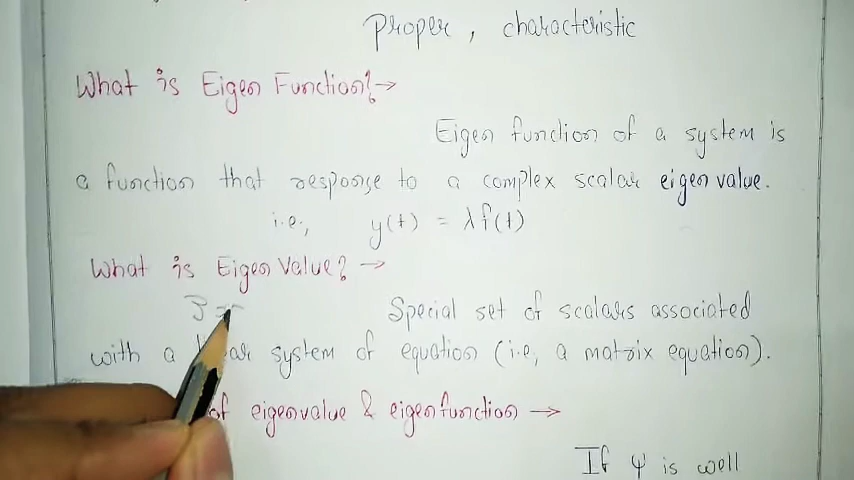 Proper, characteristic
What is Eigen Function? →
Eigen function of a system is
a function that response to a complex scalar eigen value.
i.e., y(t) = λf(t)
What is Eigen Value? →
Special set of scalars associated
with a system of equation (i.e, a matrix equation).
of eigenvalue & eigenfunction →
If ψ is well